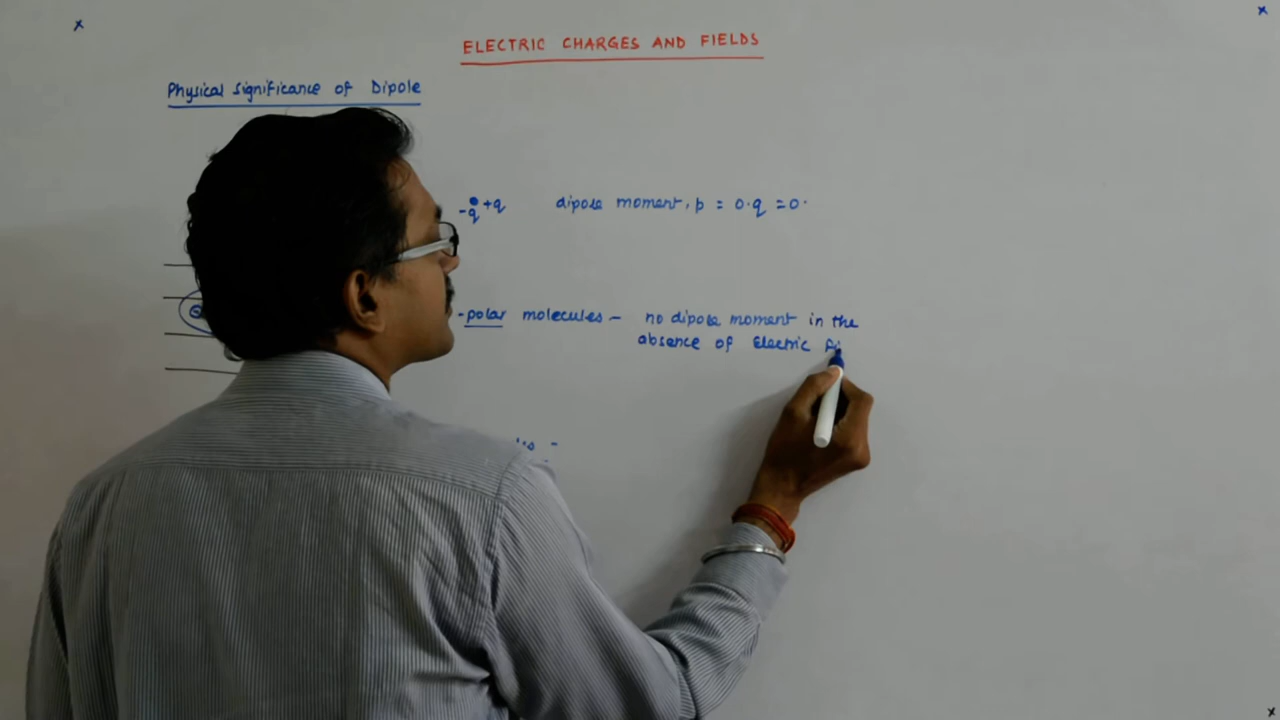 ELECTRIC CHARGES AND FIELDS
Physical Significance of Dipole
-q +q dipole moment, p = 0.q = 0.
-polar molecules - no dipole moment in the
absence of Electric